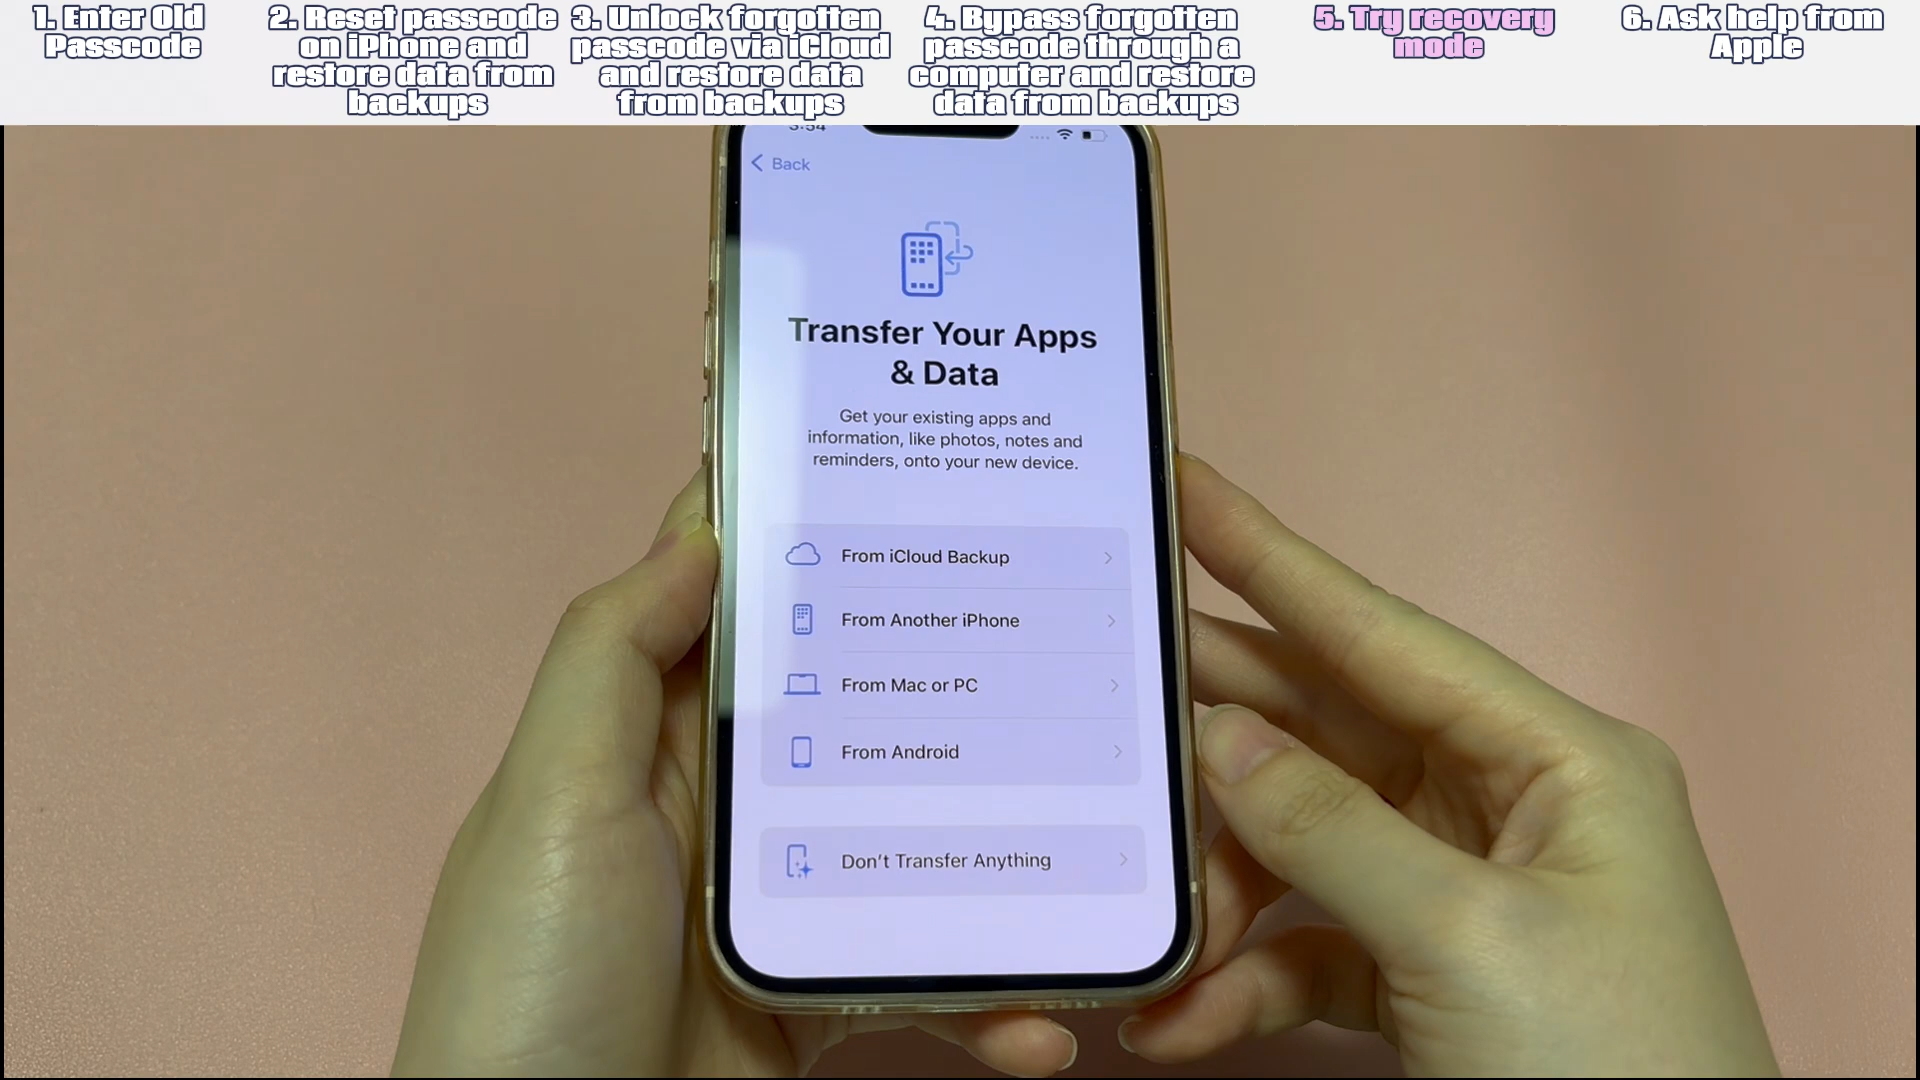 1. Enter Old
Passcode
2. Reset passcode
on iPhone and
restore data from
backups
3. Unlock forgotten
passcode via iCloud
and restore data
from backups
4. Bypass forgotten
passcode through a
computer and restore
data from backups
5. Try recovery
mode
6. Ask help from
Apple
3:54
Back
Transfer Your Apps
& Data
Get your existing apps and
information, like photos, notes and
reminders, onto your new device.
From iCloud Backup
From Another iPhone
From Mac or PC
From Android
Don't Transfer Anything